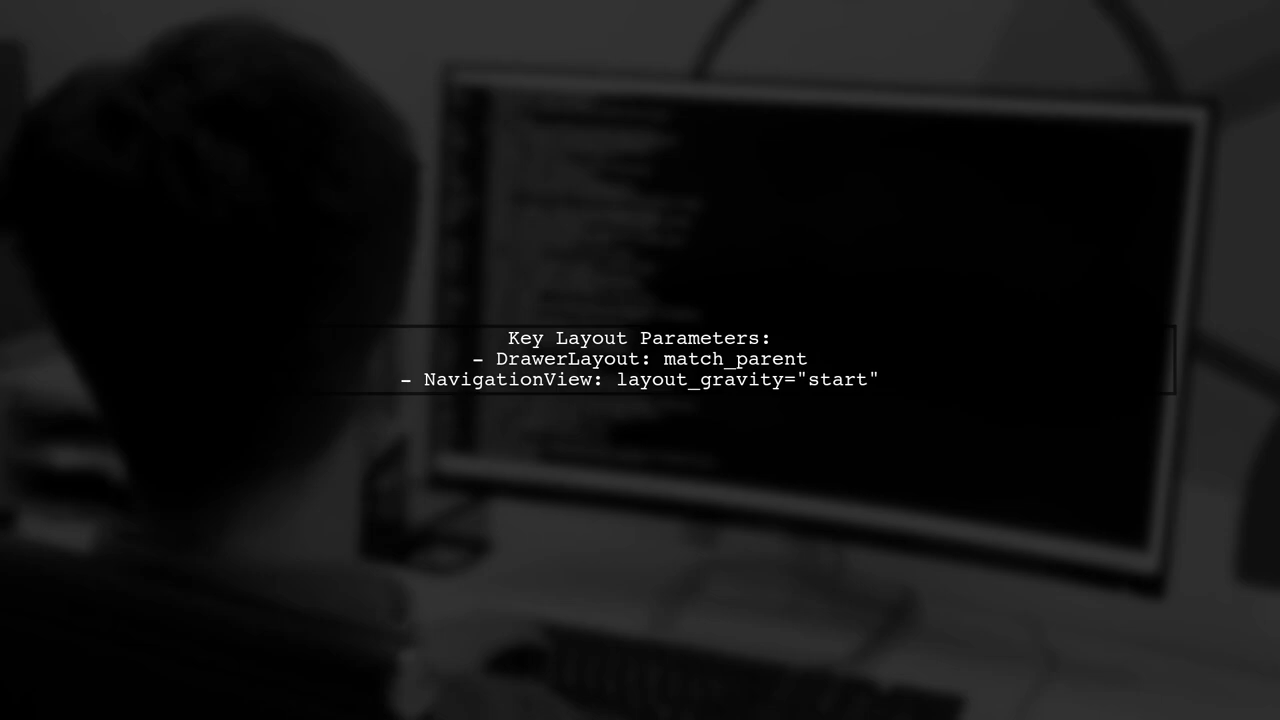 Key Layout Parameters:
- DrawerLayout: match_parent
- NavigationView: layout_gravity="start"